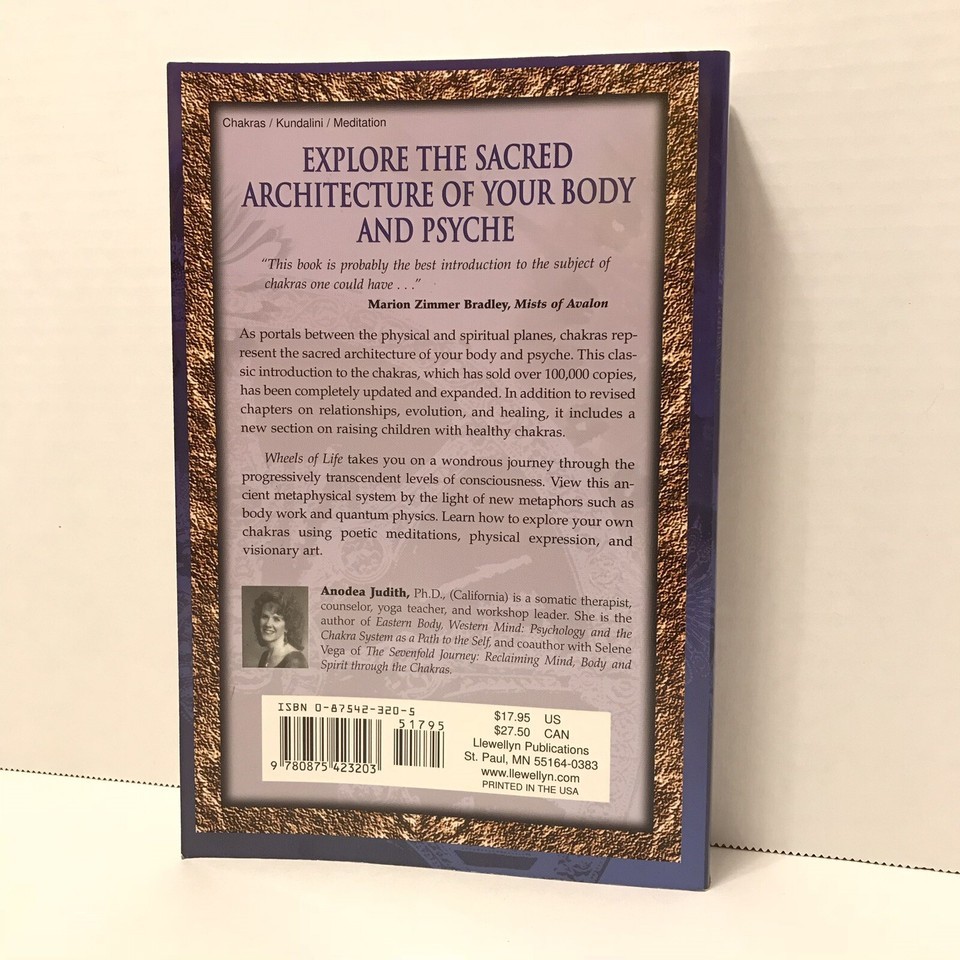 Chakras / Kundalini / Meditation
EXPLORE THE SACRED
ARCHITECTURE OF YOUR BODY
AND PSYCHE
“This book is probably the best introduction to the subject of
chakras one could have . . .”
Marion Zimmer Bradley, Mists of Avalon
As portals between the physical and spiritual planes, chakras rep-
resent the sacred architecture of your body and psyche. This clas-
sic introduction to the chakras, which has sold over 100,000 copies,
has been completely updated and expanded. In addition to revised
chapters on relationships, evolution, and healing, it includes a
new section on raising children with healthy chakras.
Wheels of Life takes you on a wondrous journey through the
progressively transcendent levels of consciousness. View this an-
cient metaphysical system by the light of new metaphors such as
body work and quantum physics. Learn how to explore your own
chakras using poetic meditations, physical expression, and
visionary art.
Anodea Judith, Ph.D., (California) is a somatic therapist,
counselor, yoga teacher, and workshop leader. She is the
author of Eastern Body, Western Mind: Psychology and the
Chakra System as a Path to the Self, and coauthor with Selene
Vega of The Sevenfold Journey: Reclaiming Mind, Body and
Spirit through the Chakras.
ISBN 0-87542-320-5
51795
9 780875 423203
$17.95 US
$27.50 CAN
Llewellyn Publications
St. Paul, MN 55164-0383
www.llewellyn.com
PRINTED IN THE USA